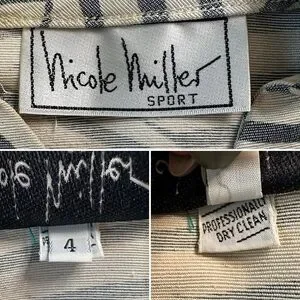 Nicole Miller
SPORT
4
PROFESSIONALLY
DRY CLEAN